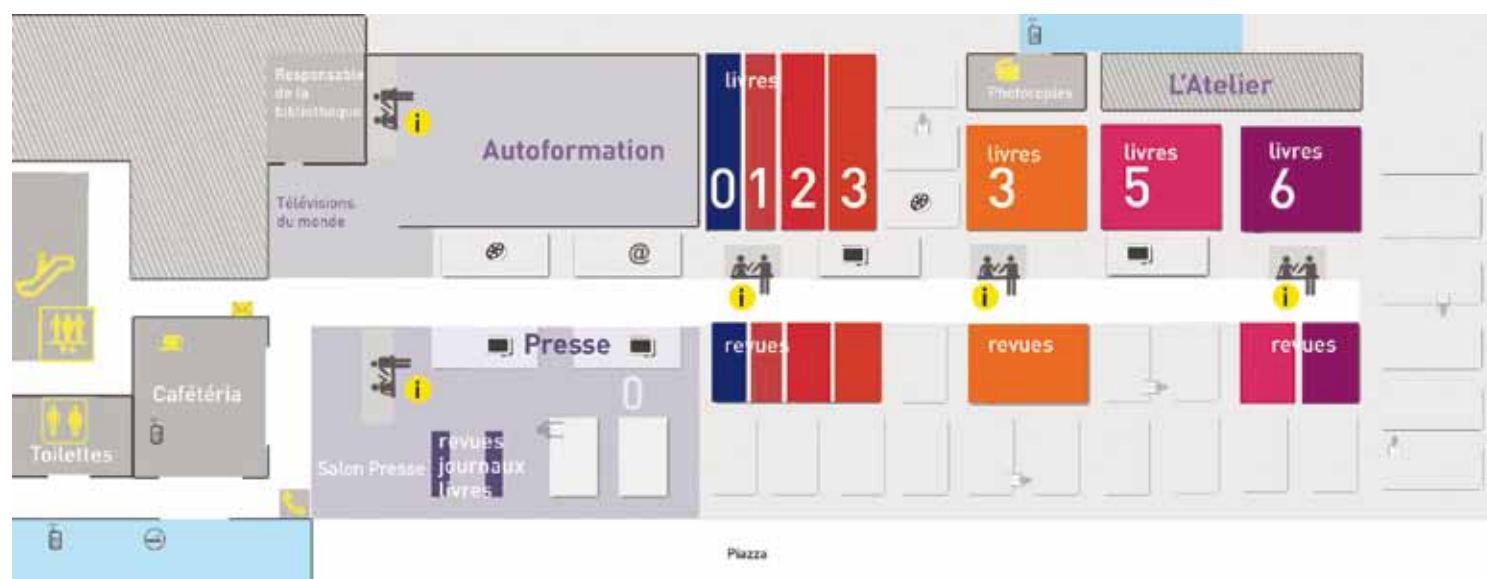 Responsable
de la
bibliothèque
i
Autoformation
Télévisions
du monde
@
livres
0 1 2 3
Photocopies
L'Atelier
livres
3
livres
5
livres
6
i
i
i
Cafétéria
Toilettes
Presse
i
0
Salon Presse
revues
journaux
livres
revues
revues
revues
Piazza